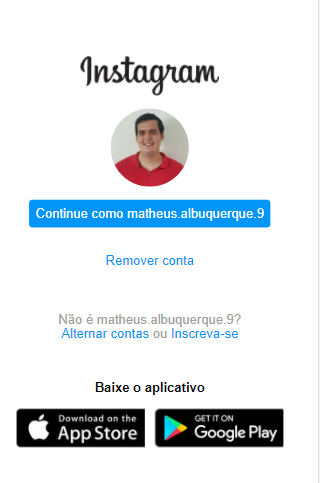 Instagram
Continue como matheus.albuquerque.9
Remover conta
Não é matheus.albuquerque.9?
Alternar contas ou Inscreva-se
Baixe o aplicativo
Download on the
App Store
GET IT ON
Google Play